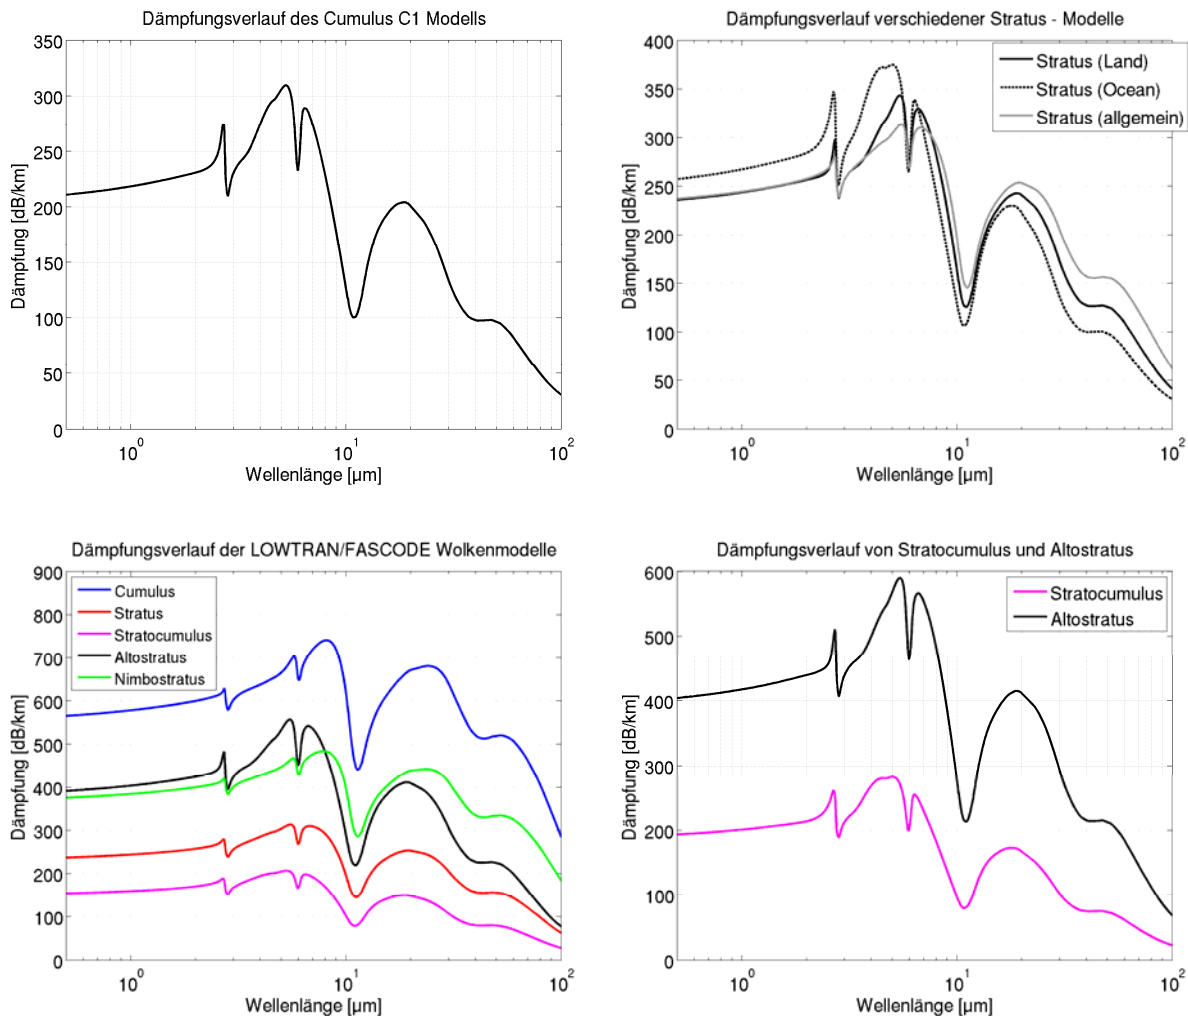 Dämpfungsverlauf des Cumulus C1 Modells
350
300
250
200
150
100
50
0
Dämpfung [dB/km]
10^0
10^1
10^2
Wellenlänge [µm]
Dämpfungsverlauf verschiedener Stratus - Modelle
400
350
300
250
200
150
100
50
0
Dämpfung [dB/km]
Stratus (Land)
Stratus (Ocean)
Stratus (allgemein)
10^0
10^1
10^2
Wellenlänge [µm]
Dämpfungsverlauf der LOWTRAN/FASCODE Wolkenmodelle
900
800
700
600
500
400
300
200
100
0
Dämpfung [dB/km]
Cumulus
Stratus
Stratocumulus
Altostratus
Nimbostratus
10^0
10^1
10^2
Wellenlänge [µm]
Dämpfungsverlauf von Stratocumulus und Altostratus
600
500
400
300
200
100
0
Dämpfung [dB/km]
Stratocumulus
Altostratus
10^0
10^1
10^2
Wellenlänge [µm]